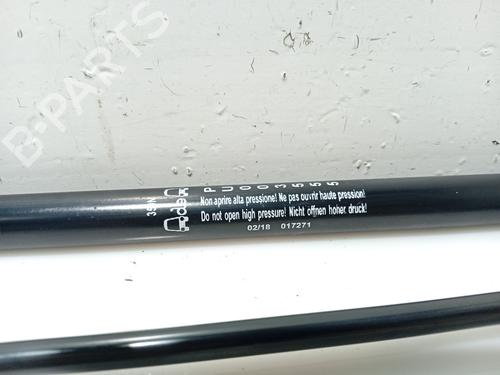 B-PARTS
35N
PU003555
Non aprire alta pressione! Ne pas ouvrir haute pression!
Do not open high pressure! Nicht öffnen hoher druck!
02/18 017271